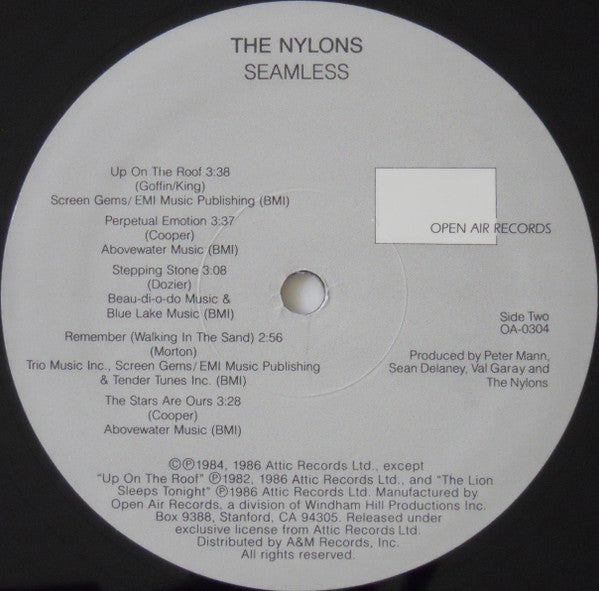 THE NYLONS
SEAMLESS
Up On The Roof 3:38
(Goffin/King)
Screen Gems/EMI Music Publishing (BMI)
Perpetual Emotion 3:37
(Cooper)
Abovewater Music (BMI)
Stepping Stone 3:08
(Dozier)
Beau-di-o-do Music &
Blue Lake Music (BMI)
Remember (Walking In The Sand) 2:56
(Morton)
Trio Music Inc., Screen Gems/EMI Music Publishing
& Tender Tunes Inc. (BMI)
The Stars Are Ours 3:28
(Cooper)
Abovewater Music (BMI)
OPEN AIR RECORDS
Side Two
OA-0304
Produced by Peter Mann,
Sean Delaney, Val Garay and
The Nylons
©℗1984, 1986 Attic Records Ltd., except
"Up On The Roof" ℗1982, 1986 Attic Records Ltd., and "The Lion
Sleeps Tonight" ℗1986 Attic Records Ltd. Manufactured by
Open Air Records, a division of Windham Hill Productions Inc.
Box 9388, Stanford, CA 94305. Released under
exclusive license from Attic Records Ltd.
Distributed by A&M Records, Inc.
All rights reserved.